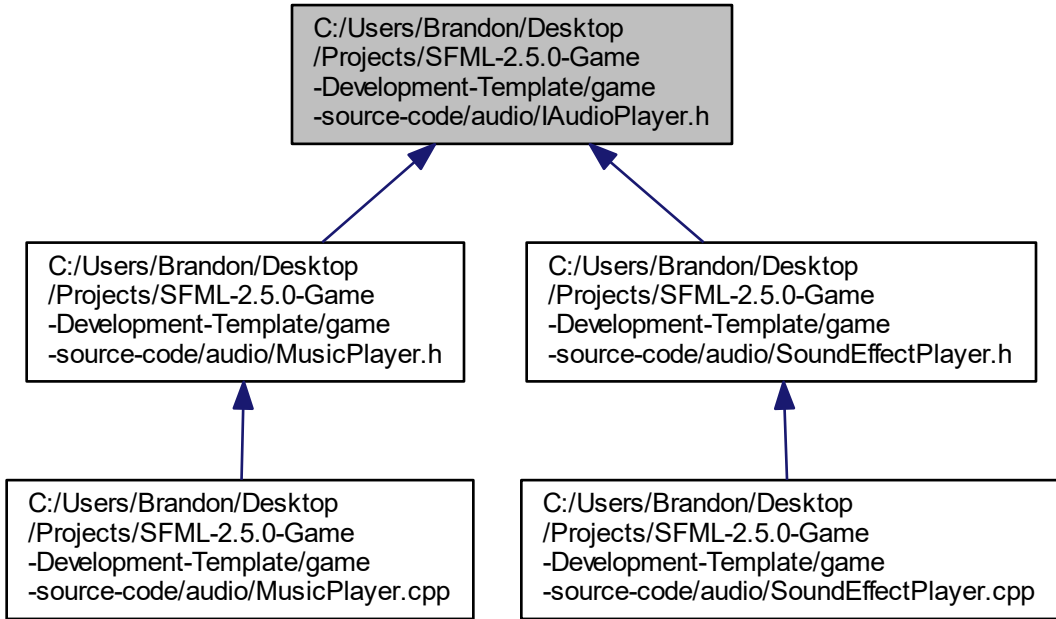 C:/Users/Brandon/Desktop
/Projects/SFML-2.5.0-Game
-Development-Template/game
-source-code/audio/IAudioPlayer.h
C:/Users/Brandon/Desktop
/Projects/SFML-2.5.0-Game
-Development-Template/game
-source-code/audio/MusicPlayer.h
C:/Users/Brandon/Desktop
/Projects/SFML-2.5.0-Game
-Development-Template/game
-source-code/audio/SoundEffectPlayer.h
C:/Users/Brandon/Desktop
/Projects/SFML-2.5.0-Game
-Development-Template/game
-source-code/audio/MusicPlayer.cpp
C:/Users/Brandon/Desktop
/Projects/SFML-2.5.0-Game
-Development-Template/game
-source-code/audio/SoundEffectPlayer.cpp